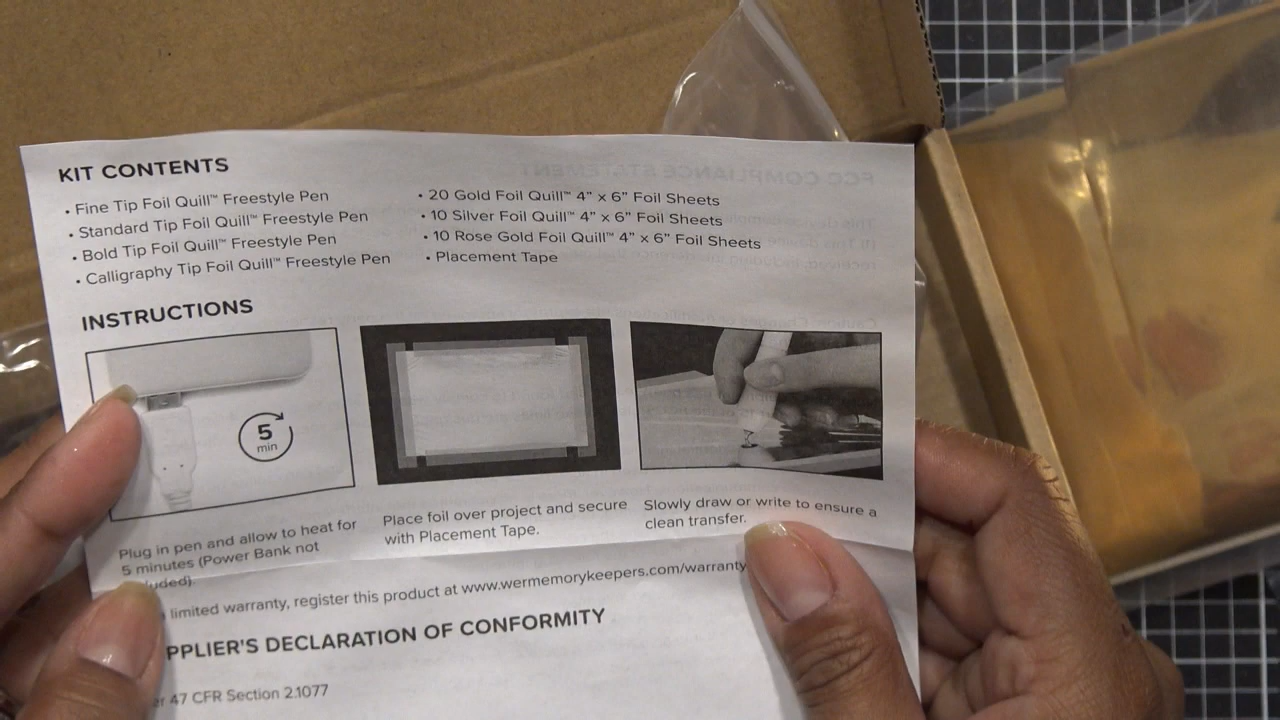 KIT CONTENTS
• Fine Tip Foil Quill™ Freestyle Pen
• Standard Tip Foil Quill™ Freestyle Pen
• Bold Tip Foil Quill™ Freestyle Pen
• Calligraphy Tip Foil Quill™ Freestyle Pen
• 20 Gold Foil Quill™ 4” x 6” Foil Sheets
• 10 Silver Foil Quill™ 4” x 6” Foil Sheets
• 10 Rose Gold Foil Quill™ 4” x 6” Foil Sheets
• Placement Tape
INSTRUCTIONS
5
min
Plug in pen and allow to heat for
5 minutes (Power Bank not
uded).
Place foil over project and secure
with Placement Tape.
Slowly draw or write to ensure a
clean transfer.
limited warranty, register this product at www.wermemorykeepers.com/warranty
PPLIER'S DECLARATION OF CONFORMITY
47 CFR Section 2.1077
FCC COMPLIANCE STATEMENT